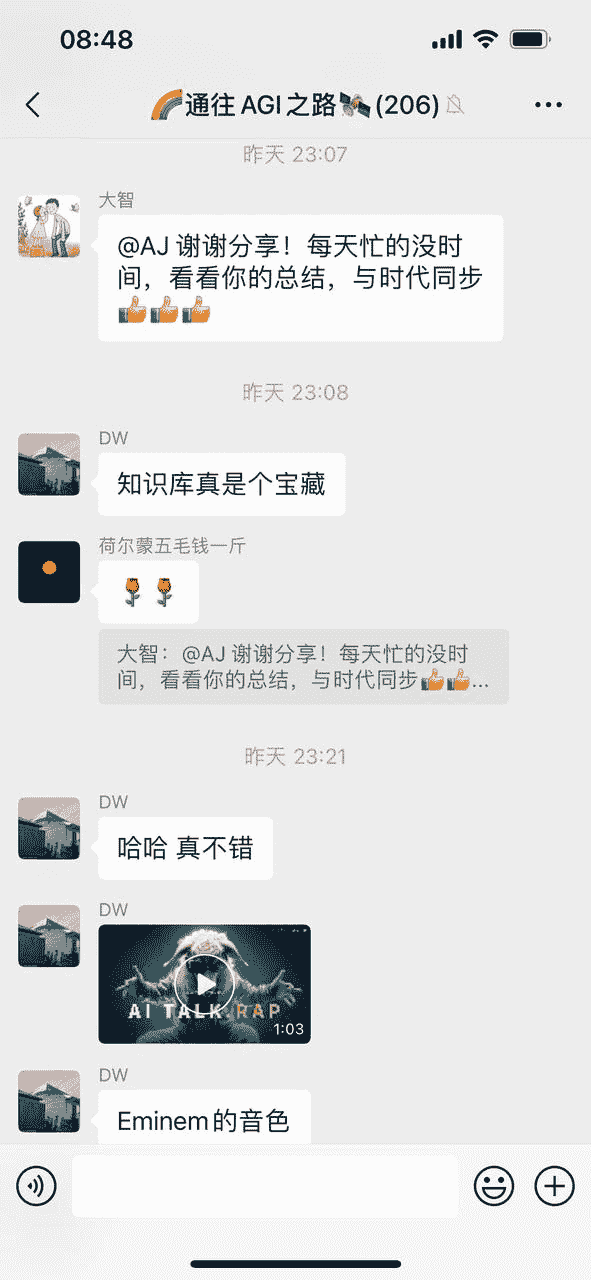 08:48
🌈通往AGI之路🛰️(206)
昨天 23:07
大智
@AJ 谢谢分享！每天忙的没时
间，看看你的总结，与时代同步
👍👍👍
昨天 23:08
DW
知识库真是个宝藏
荷尔蒙五毛钱一斤
🌹🌹
大智：@AJ 谢谢分享！每天忙的没时
间，看看你的总结，与时代同步👍👍...
昨天 23:21
DW
哈哈 真不错
DW
AI TALK RAP
1:03
DW
Eminem的音色